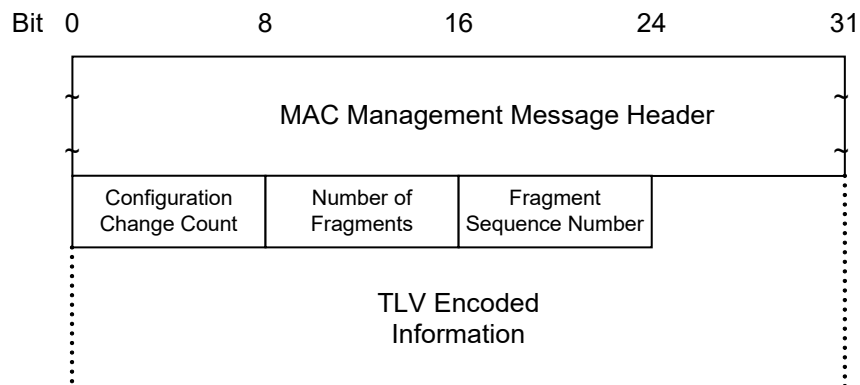 Bit 0 8 16 24 31
~ ~
MAC Management Message Header
~ ~
Configuration Number of Fragment
Change Count Fragments Sequence Number
TLV Encoded
Information